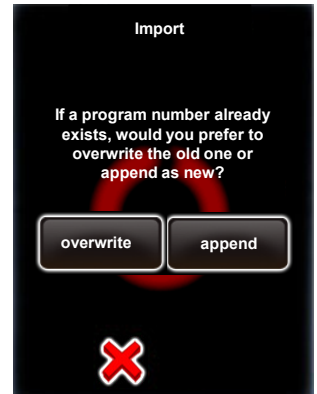 Import
If a program number already
exists, would you prefer to
overwrite the old one or
append as new?
overwrite append